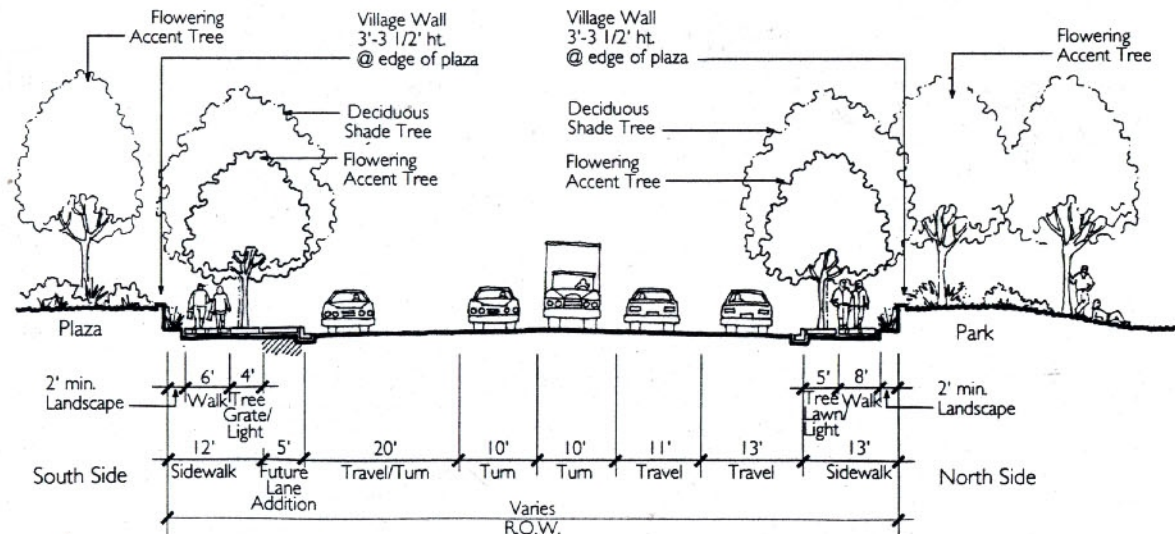 Flowering
Accent Tree
Village Wall
3'-3 1/2' ht.
@ edge of plaza
Village Wall
3'-3 1/2' ht.
@ edge of plaza
Flowering
Accent Tree
Deciduous
Shade Tree
Flowering
Accent Tree
Deciduous
Shade Tree
Flowering
Accent Tree
Plaza
Park
2' min.
Landscape
6'
Walk
4'
Tree
Grate/
Light
5'
Tree
Lawn/
Light
8'
Walk
2' min.
Landscape
South Side
12'
Sidewalk
5'
Future
Lane
Addition
20'
Travel/Turn
10'
Turn
10'
Turn
11'
Travel
13'
Travel
13'
Sidewalk
North Side
Varies
R.O.W.